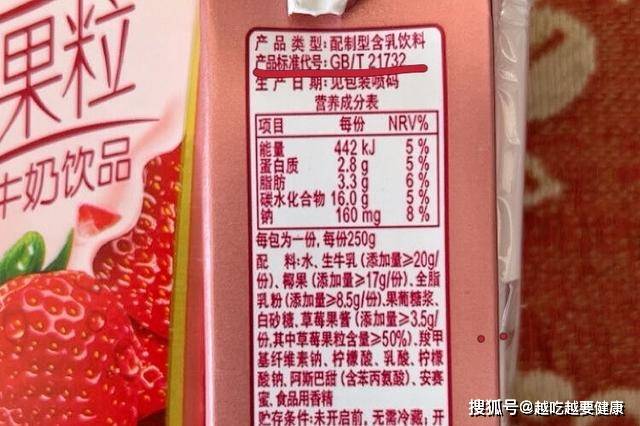 果粒
牛奶饮品
产品类型:配制型含乳饮料
产品标准代号:GB/T 21732
生产日期:见包装喷码
营养成分表
项目 每份 NRV%
能量 442 kJ 5%
蛋白质 2.8 g 5%
脂肪 3.3 g 6%
碳水化合物 16.0 g 5%
钠 160 mg 8%
每包为一份,每份250g
配 料:水、生牛乳(添加量≥20g/
份)、椰果(添加量≥17g/份)、全脂
乳粉(添加量≥8.5g/份)、果葡糖浆、
白砂糖、草莓果酱(添加量≥3.5g/
份,其中草莓果粒含量≥50%)、羧甲
基纤维素钠、柠檬酸、乳酸、柠檬
酸钠、阿斯巴甜(含苯丙氨酸)、安赛
蜜、食品用香精
贮存条件:未开启前,无需冷藏;开
搜狐号@越吃越要健康